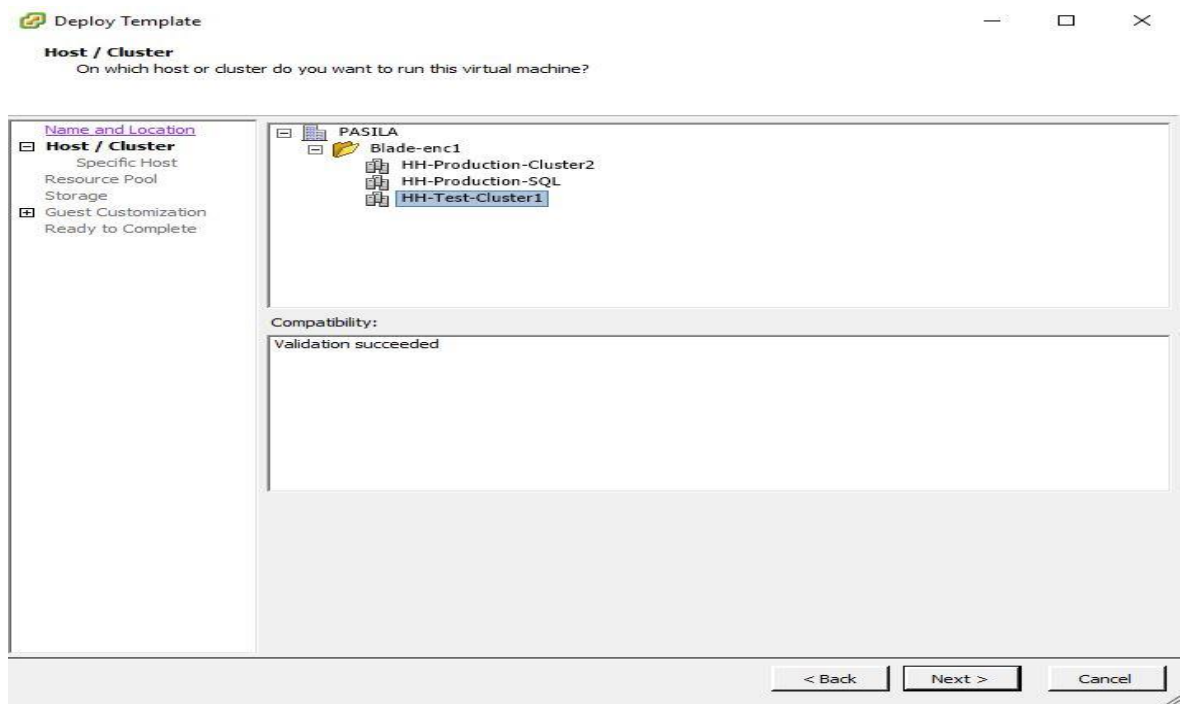 Deploy Template
Host / Cluster
On which host or cluster do you want to run this virtual machine?
Name and Location
Host / Cluster
Specific Host
Resource Pool
Storage
Guest Customization
Ready to Complete
PASILA
Blade-enc1
HH-Production-Cluster2
HH-Production-SQL
HH-Test-Cluster1
Compatibility:
Validation succeeded
< Back
Next >
Cancel